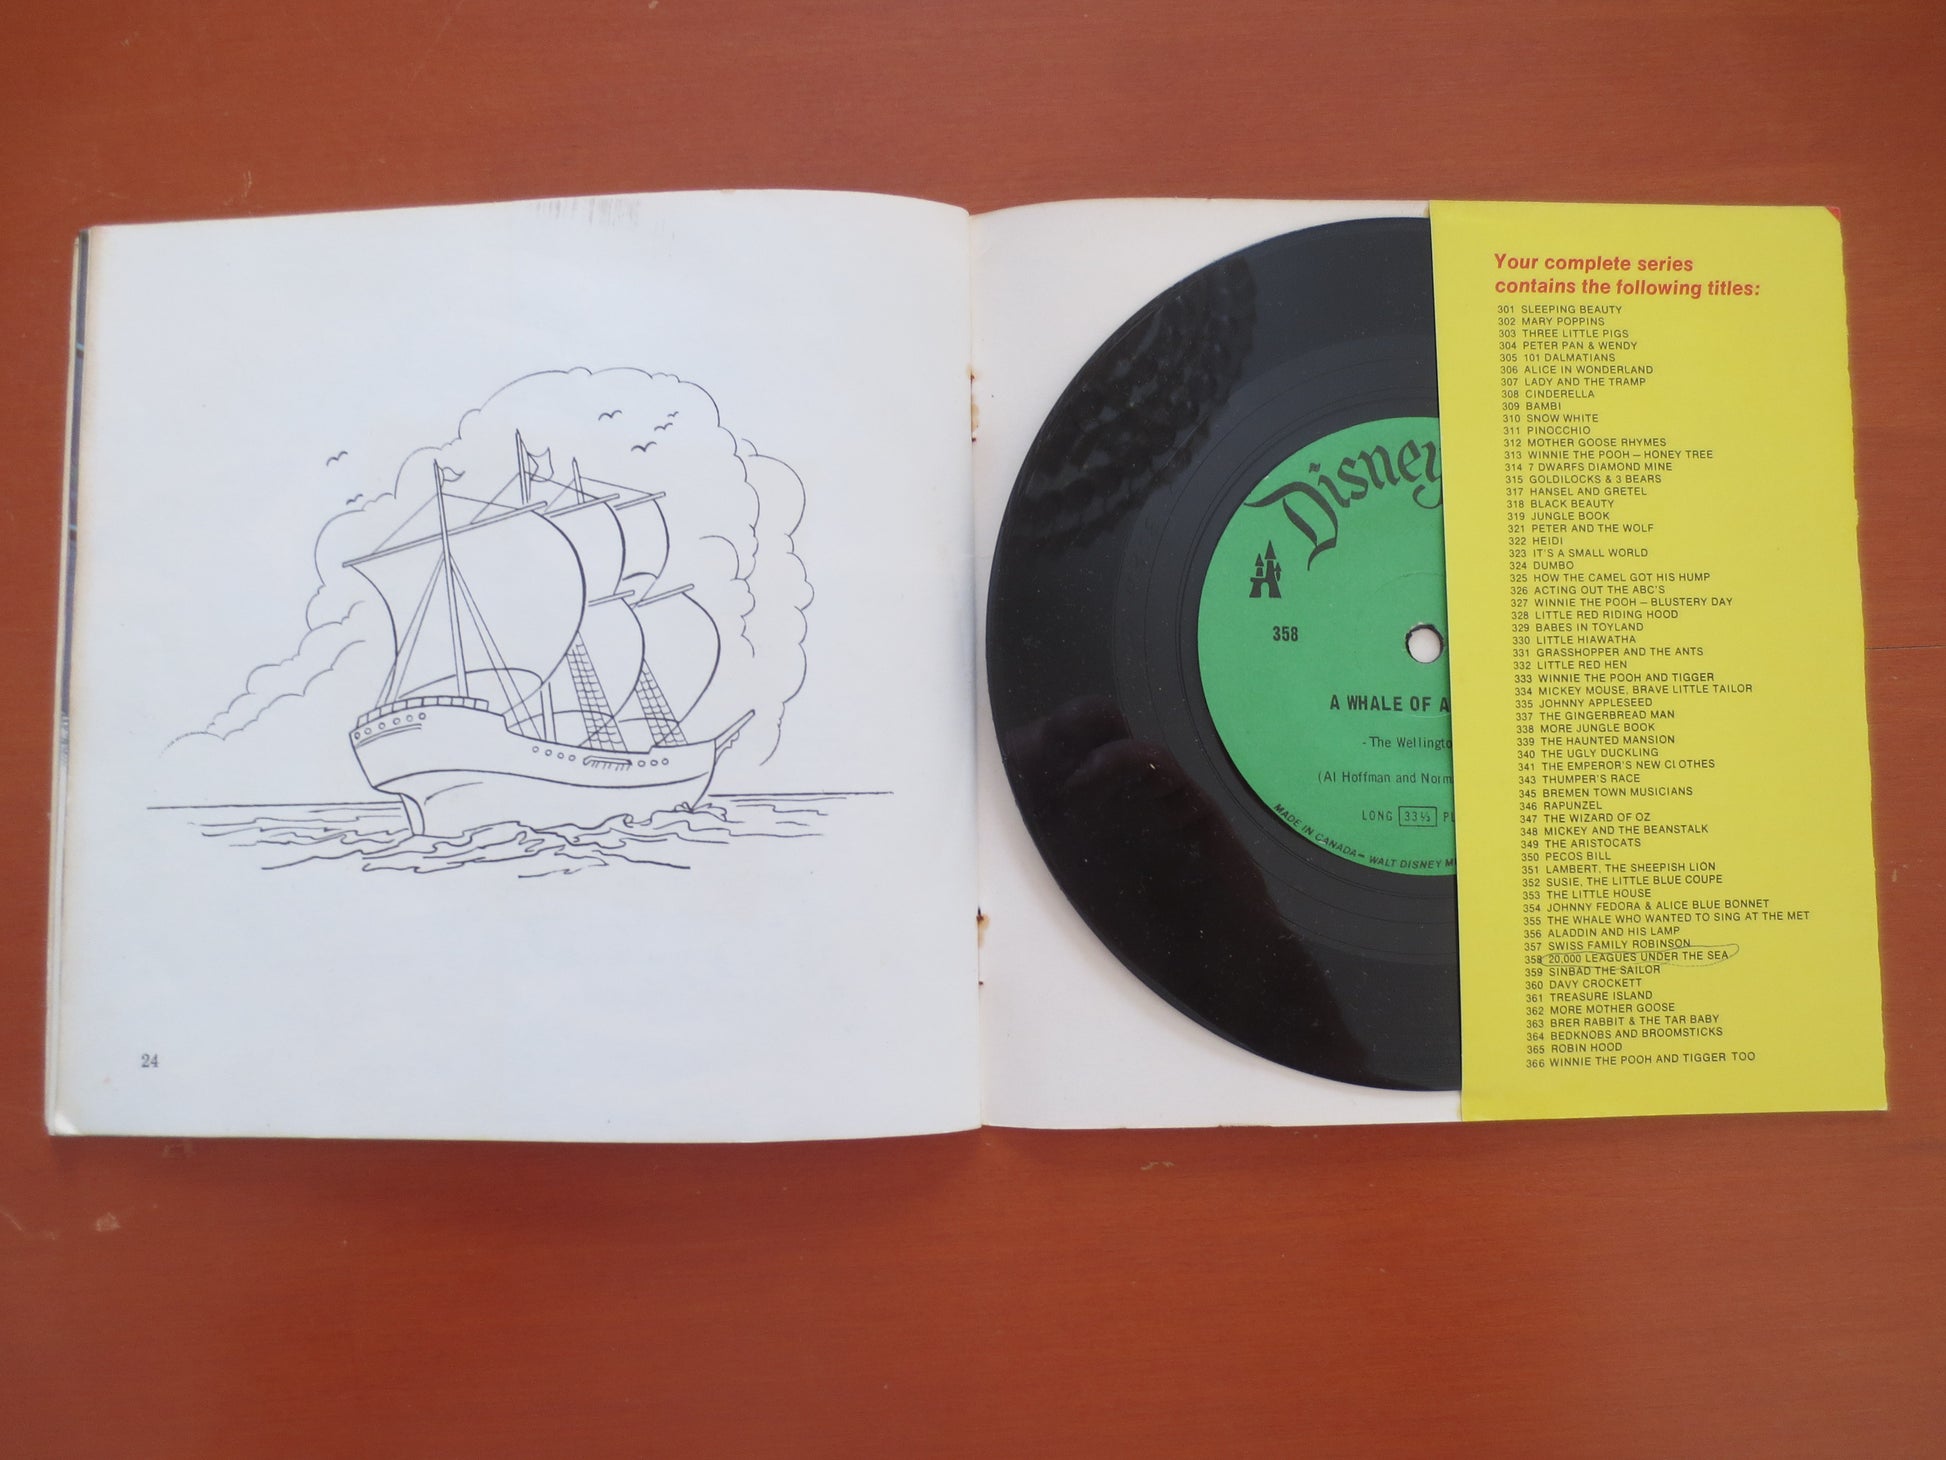 24
Disney
358
A WHALE OF A
-The Wellingto
(Al Hoffman and Norm
LONG 33⅓ PL
MADE IN CANADA - WALT DISNEY M
Your complete series
contains the following titles:
301 SLEEPING BEAUTY
302 MARY POPPINS
303 THREE LITTLE PIGS
304 PETER PAN & WENDY
305 101 DALMATIANS
306 ALICE IN WONDERLAND
307 LADY AND THE TRAMP
308 CINDERELLA
309 BAMBI
310 SNOW WHITE
311 PINOCCHIO
312 MOTHER GOOSE RHYMES
313 WINNIE THE POOH – HONEY TREE
314 7 DWARFS DIAMOND MINE
315 GOLDILOCKS & 3 BEARS
317 HANSEL AND GRETEL
318 BLACK BEAUTY
319 JUNGLE BOOK
321 PETER AND THE WOLF
322 HEIDI
323 IT'S A SMALL WORLD
324 DUMBO
325 HOW THE CAMEL GOT HIS HUMP
326 ACTING OUT THE ABC'S
327 WINNIE THE POOH – BLUSTERY DAY
328 LITTLE RED RIDING HOOD
329 BABES IN TOYLAND
330 LITTLE HIAWATHA
331 GRASSHOPPER AND THE ANTS
332 LITTLE RED HEN
333 WINNIE THE POOH AND TIGGER
334 MICKEY MOUSE, BRAVE LITTLE TAILOR
335 JOHNNY APPLESEED
337 THE GINGERBREAD MAN
338 MORE JUNGLE BOOK
339 THE HAUNTED MANSION
340 THE UGLY DUCKLING
341 THE EMPEROR'S NEW CLOTHES
343 THUMPER'S RACE
345 BREMEN TOWN MUSICIANS
346 RAPUNZEL
347 THE WIZARD OF OZ
348 MICKEY AND THE BEANSTALK
349 THE ARISTOCATS
350 PECOS BILL
351 LAMBERT, THE SHEEPISH LION
352 SUSIE, THE LITTLE BLUE COUPE
353 THE LITTLE HOUSE
354 JOHNNY FEDORA & ALICE BLUE BONNET
355 THE WHALE WHO WANTED TO SING AT THE MET
356 ALADDIN AND HIS LAMP
357 SWISS FAMILY ROBINSON
358 20,000 LEAGUES UNDER THE SEA
359 SINBAD THE SAILOR
360 DAVY CROCKETT
361 TREASURE ISLAND
362 MORE MOTHER GOOSE
363 BRER RABBIT & THE TAR BABY
364 BEDKNOBS AND BROOMSTICKS
365 ROBIN HOOD
366 WINNIE THE POOH AND TIGGER TOO